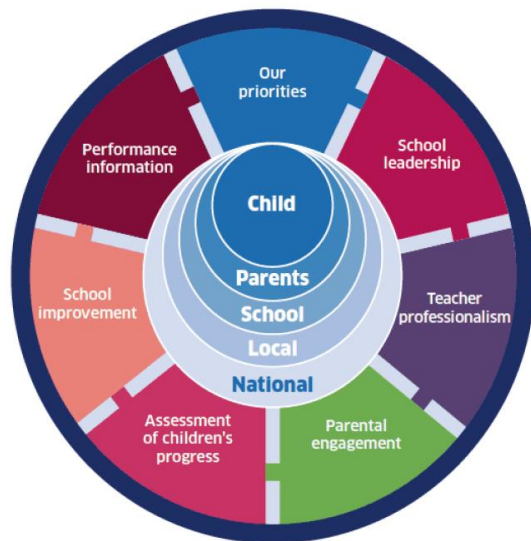 Our
priorities
School
leadership
Teacher
professionalism
Parental
engagement
Assessment
of children's
progress
School
improvement
Performance
information
Child
Parents
School
Local
National